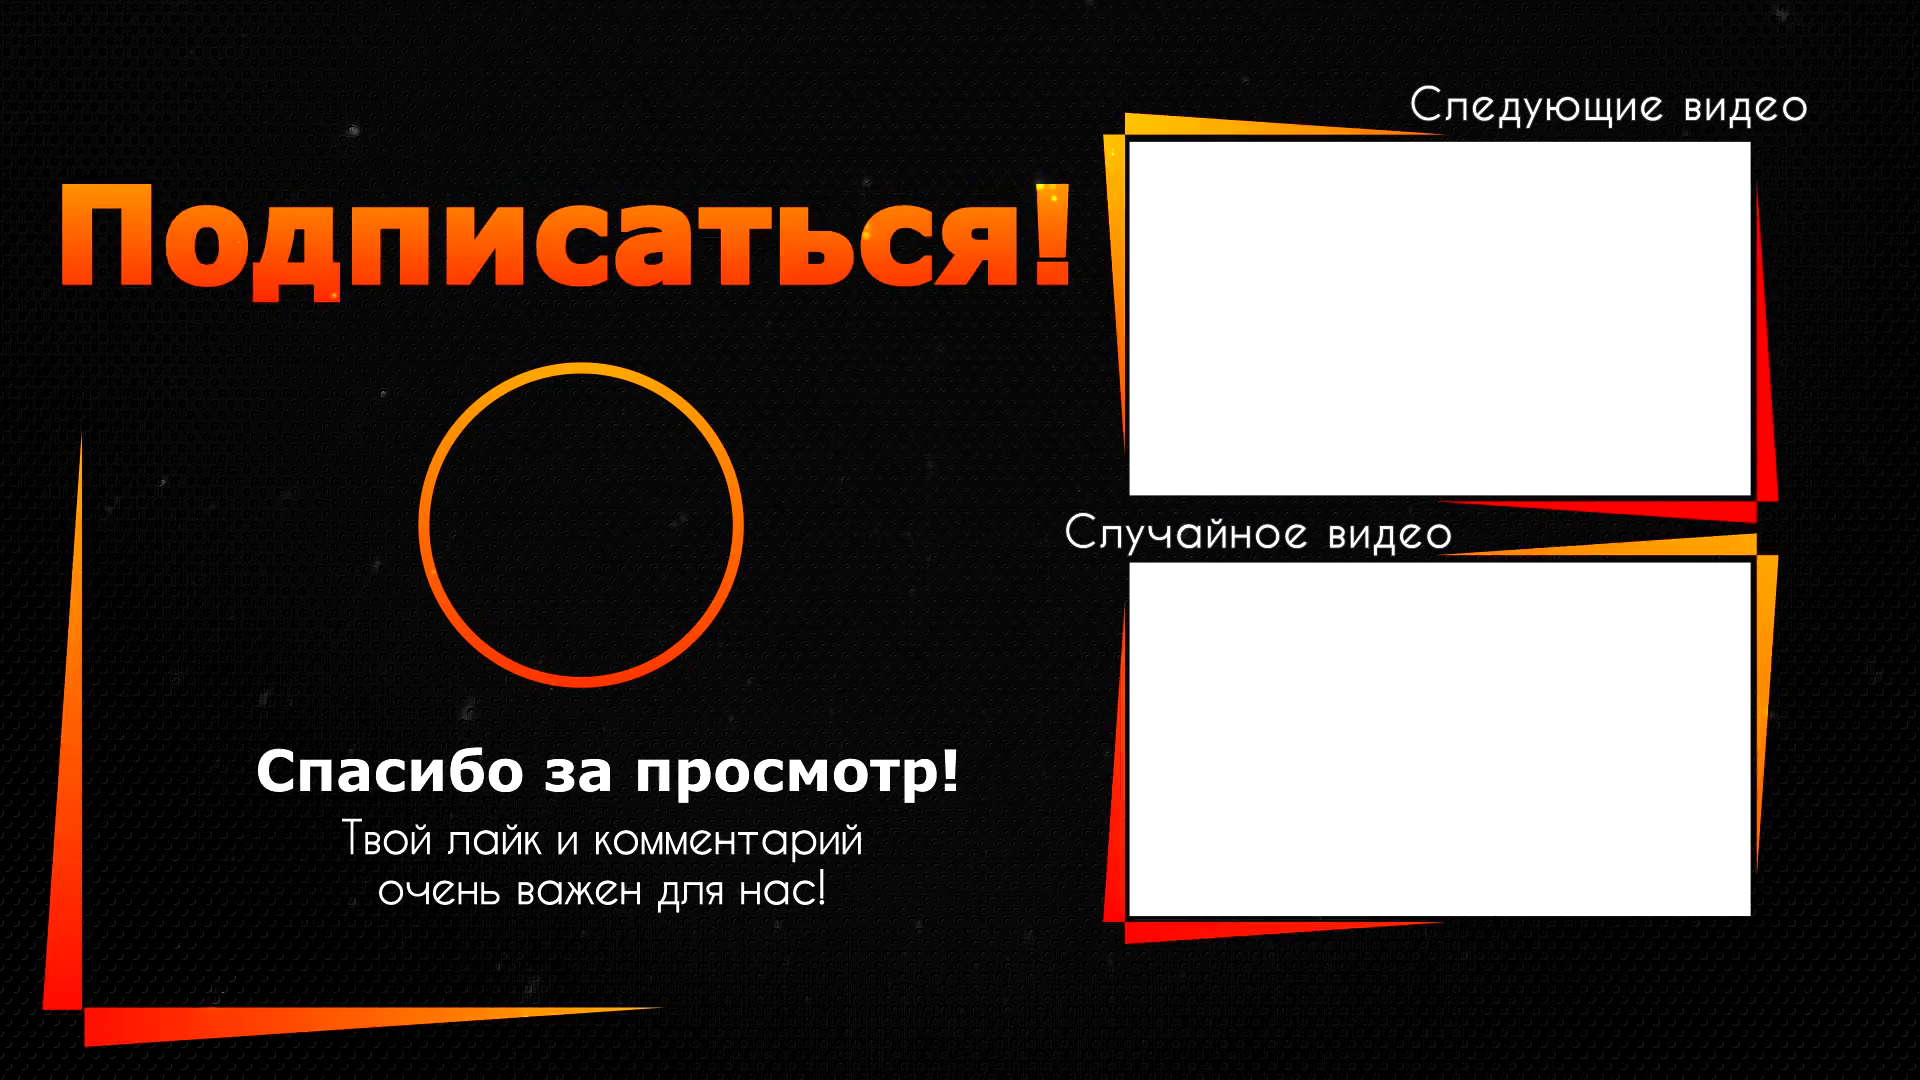 Следующие видео
Подписаться!
Случайное видео
Спасибо за просмотр!
Твой лайк и комментарий
очень важен для нас!